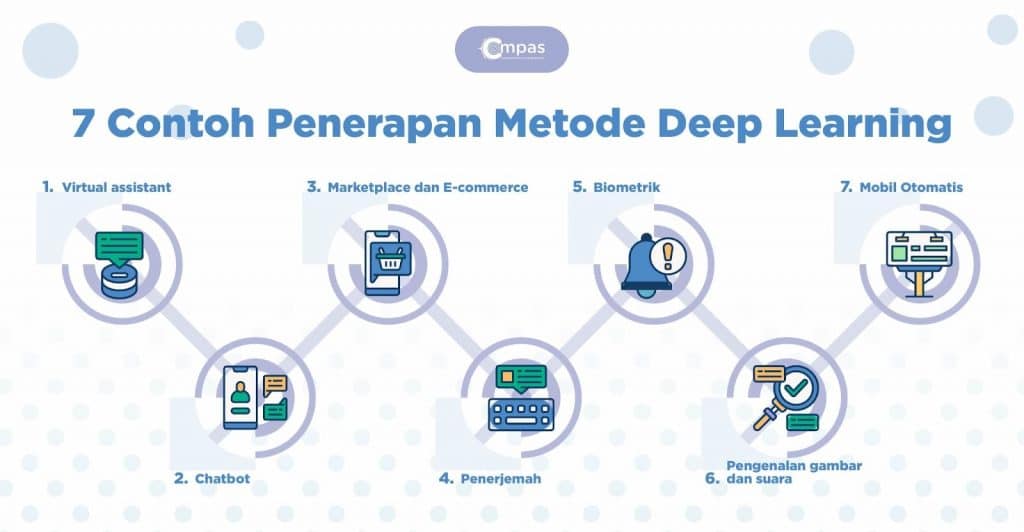 Compas
7 Contoh Penerapan Metode Deep Learning
1. Virtual assistant
3. Marketplace dan E-commerce
5. Biometrik
7. Mobil Otomatis
2. Chatbot
4. Penerjemah
6. Pengenalan gambar
dan suara